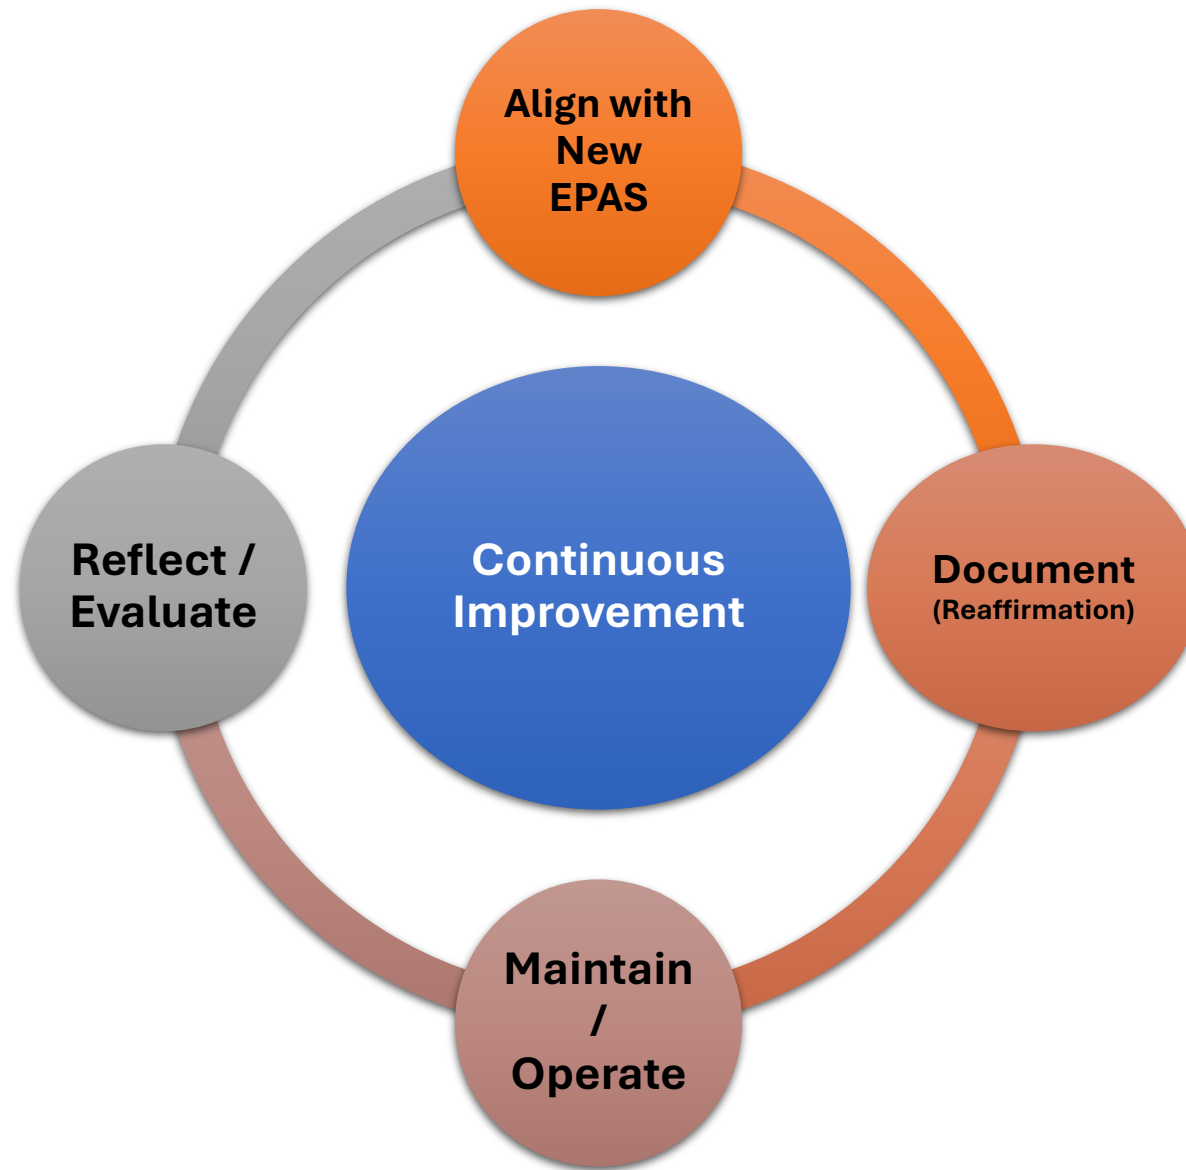 Align with
New
EPAS
Reflect /
Evaluate
Continuous
Improvement
Document
(Reaffirmation)
Maintain
/
Operate